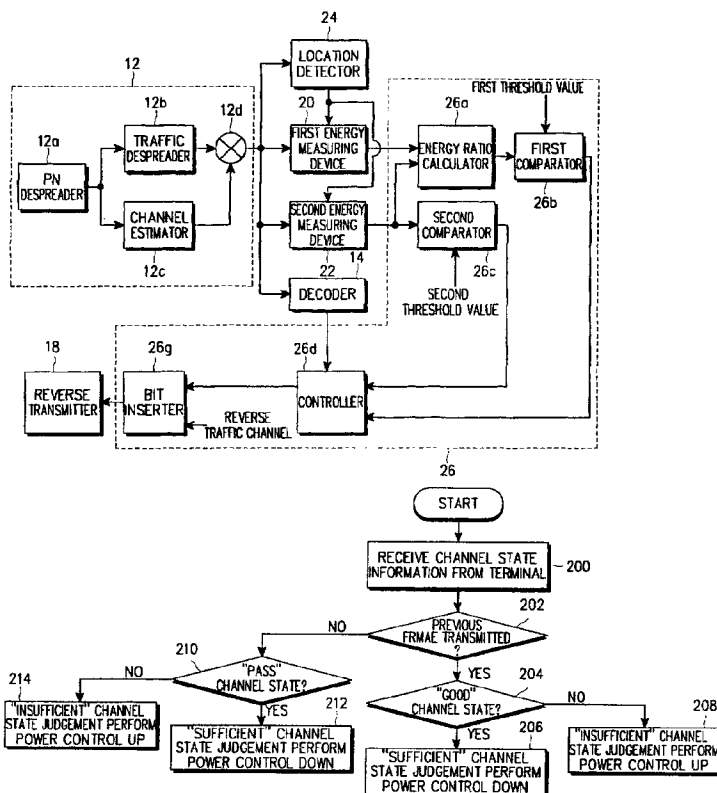 24
LOCATION
DETECTOR
12
12b
TRAFFIC
DESPREADER
12d
20
FIRST ENERGY
MEASURING
DEVICE
FIRST THRESHOLD VALUE
26a
ENERGY RATIO
CALCULATOR
FIRST
COMPARATOR
26b
12a
PN
DESPREADER
CHANNEL
ESTIMATOR
12c
SECOND ENERGY
MEASURING
DEVICE
22
SECOND
COMPARATOR
26c
14
DECODER
SECOND
THRESHOLD VALUE
18
REVERSE
TRANSMITTER
26g
BIT
INSERTER
26d
CONTROLLER
REVERSE
TRAFFIC CHANNEL
26
START
RECEIVE CHANNEL STATE
INFORMATION FROM TERMINAL
200
202
PREVIOUS
FRMAE TRANSMITTED
?
NO
YES
210
"PASS"
CHANNEL STATE?
NO
YES
204
"GOOD"
CHANNEL STATE?
NO
YES
214
"INSUFFICIENT" CHANNEL
STATE JUDGEMENT PERFORM
POWER CONTROL UP
212
"SUFFICIENT" CHANNEL
STATE JUDGEMENT PERFORM
POWER CONTROL DOWN
206
"SUFFICIENT" CHANNEL
STATE JUDGEMENT PERFORM
POWER CONTROL DOWN
208
"INSUFFICIENT" CHANNEL
STATE JUDGEMENT PERFORM
POWER CONTROL UP